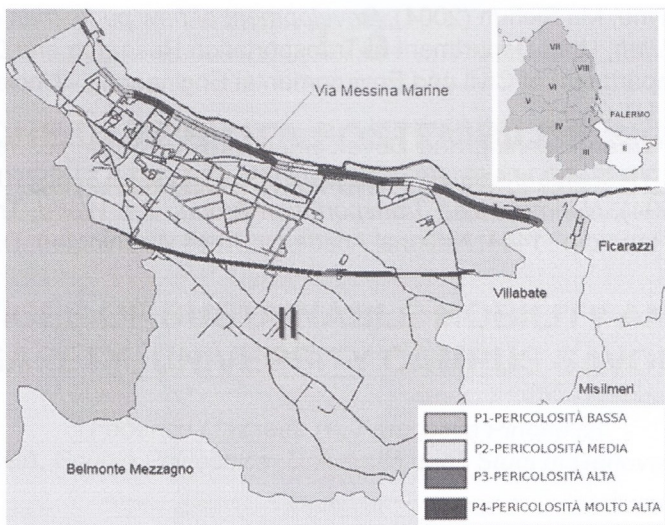 Via Messina Marine
VII
VIII
VI
V
I
PALERMO
IV
II
III
Ficarazzi
Villabate
II
Misilmeri
Belmonte Mezzagno
P1-PERICOLOSITÀ BASSA
P2-PERICOLOSITÀ MEDIA
P3-PERICOLOSITÀ ALTA
P4-PERICOLOSITÀ MOLTO ALTA